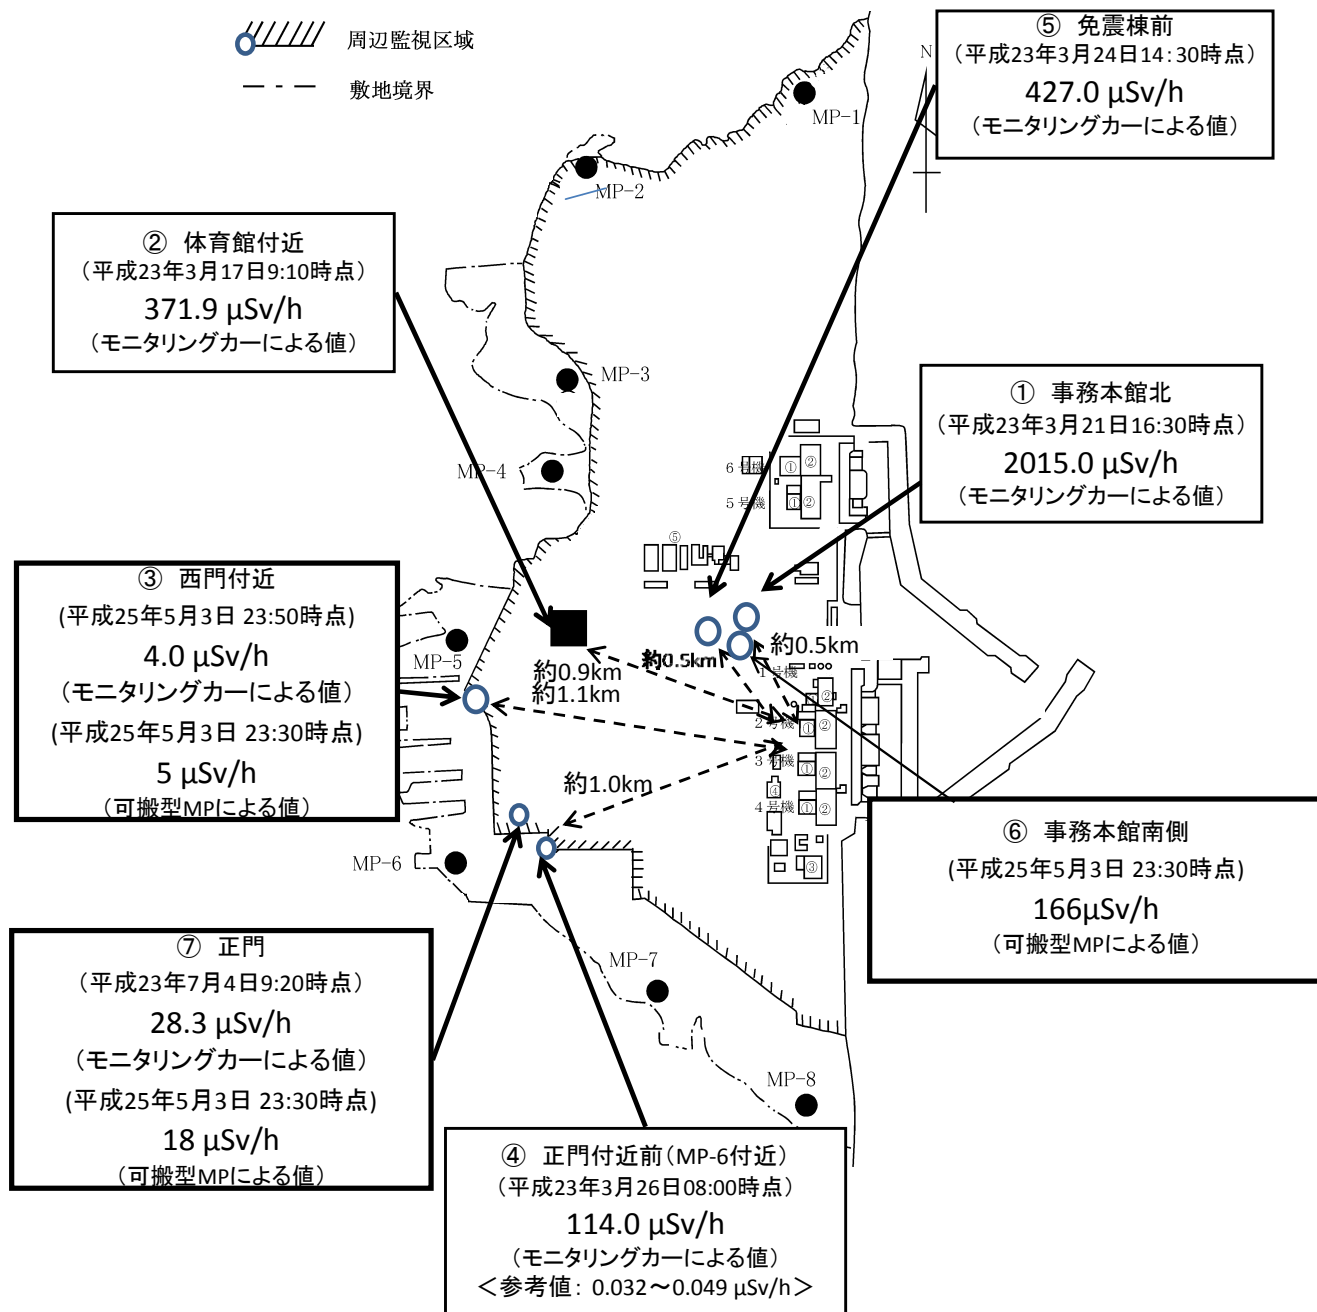 周辺監視区域
敷地境界
⑤ 免震棟前
（平成23年3月24日14：30時点）
427.0 μSv/h
（モニタリングカーによる値）
N
MP-1
MP-2
② 体育館付近
（平成23年3月17日9:10時点）
371.9 μSv/h
（モニタリングカーによる値）
MP-3
① 事務本館北
（平成23年3月21日16:30時点）
2015.0 μSv/h
（モニタリングカーによる値）
MP-4
6号機
① ②
5号機
① ②
⑤
③ 西門付近
(平成25年5月3日 23:50時点)
4.0 μSv/h
（モニタリングカーによる値）
(平成25年5月3日 23:30時点)
5 μSv/h
（可搬型MPによる値）
MP-5
約0.9km
約1.1km
約0.5km
約0.5km
1号機
②
2号機
① ②
3号機
① ②
④
4号機
① ②
③
約1.0km
MP-6
⑥ 事務本館南側
(平成25年5月3日 23:30時点)
166μSv/h
（可搬型MPによる値）
⑦ 正門
（平成23年7月4日9:20時点）
28.3 μSv/h
（モニタリングカーによる値）
(平成25年5月3日 23:30時点)
18 μSv/h
（可搬型MPによる値）
MP-7
MP-8
④ 正門付近前（MP-6付近）
（平成23年3月26日08:00時点）
114.0 μSv/h
（モニタリングカーによる値）
＜参考値： 0.032～0.049 μSv/h＞